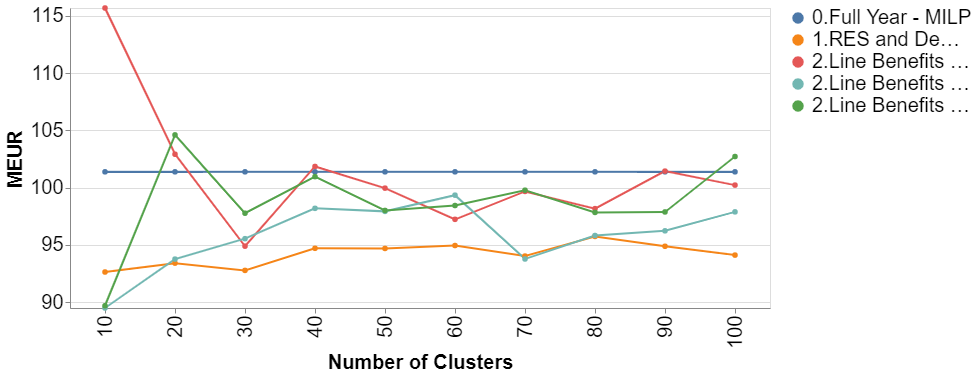 115
110
105
100
95
90
MEUR
10
20
30
40
50
60
70
80
90
100
Number of Clusters
0.Full Year - MILP
1.RES and De…
2.Line Benefits …
2.Line Benefits …
2.Line Benefits …